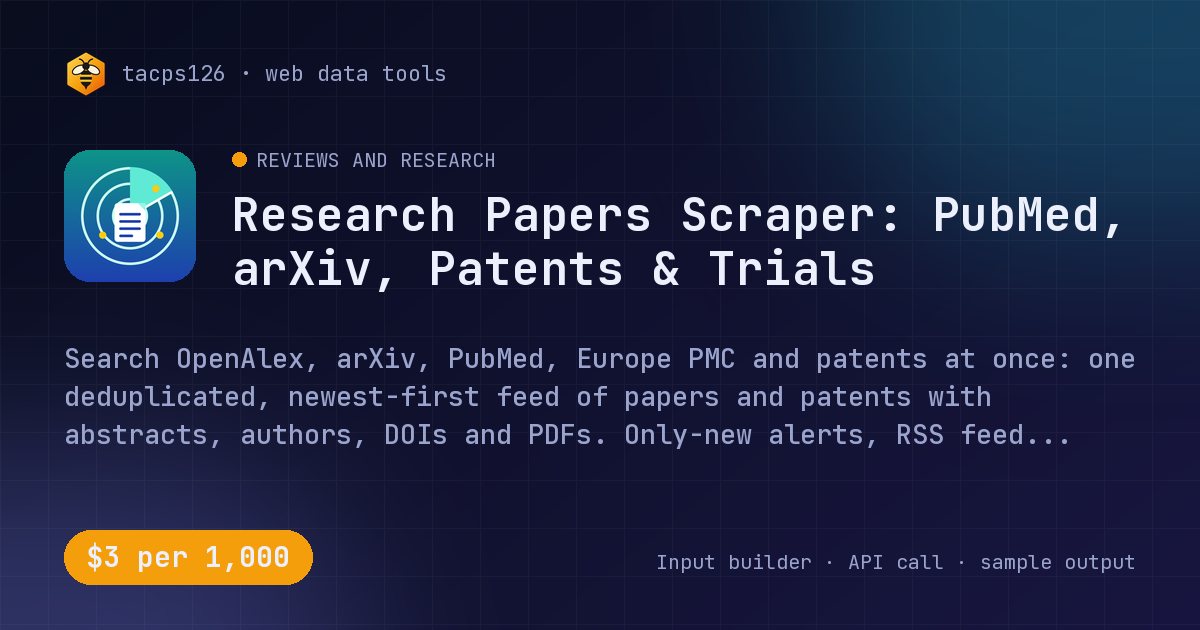 tacps126 · web data tools
REVIEWS AND RESEARCH
Research Papers Scraper: PubMed,
arXiv, Patents & Trials
Search OpenAlex, arXiv, PubMed, Europe PMC and patents at once: one
deduplicated, newest-first feed of papers and patents with
abstracts, authors, DOIs and PDFs. Only-new alerts, RSS feed...
$3 per 1,000
Input builder · API call · sample output